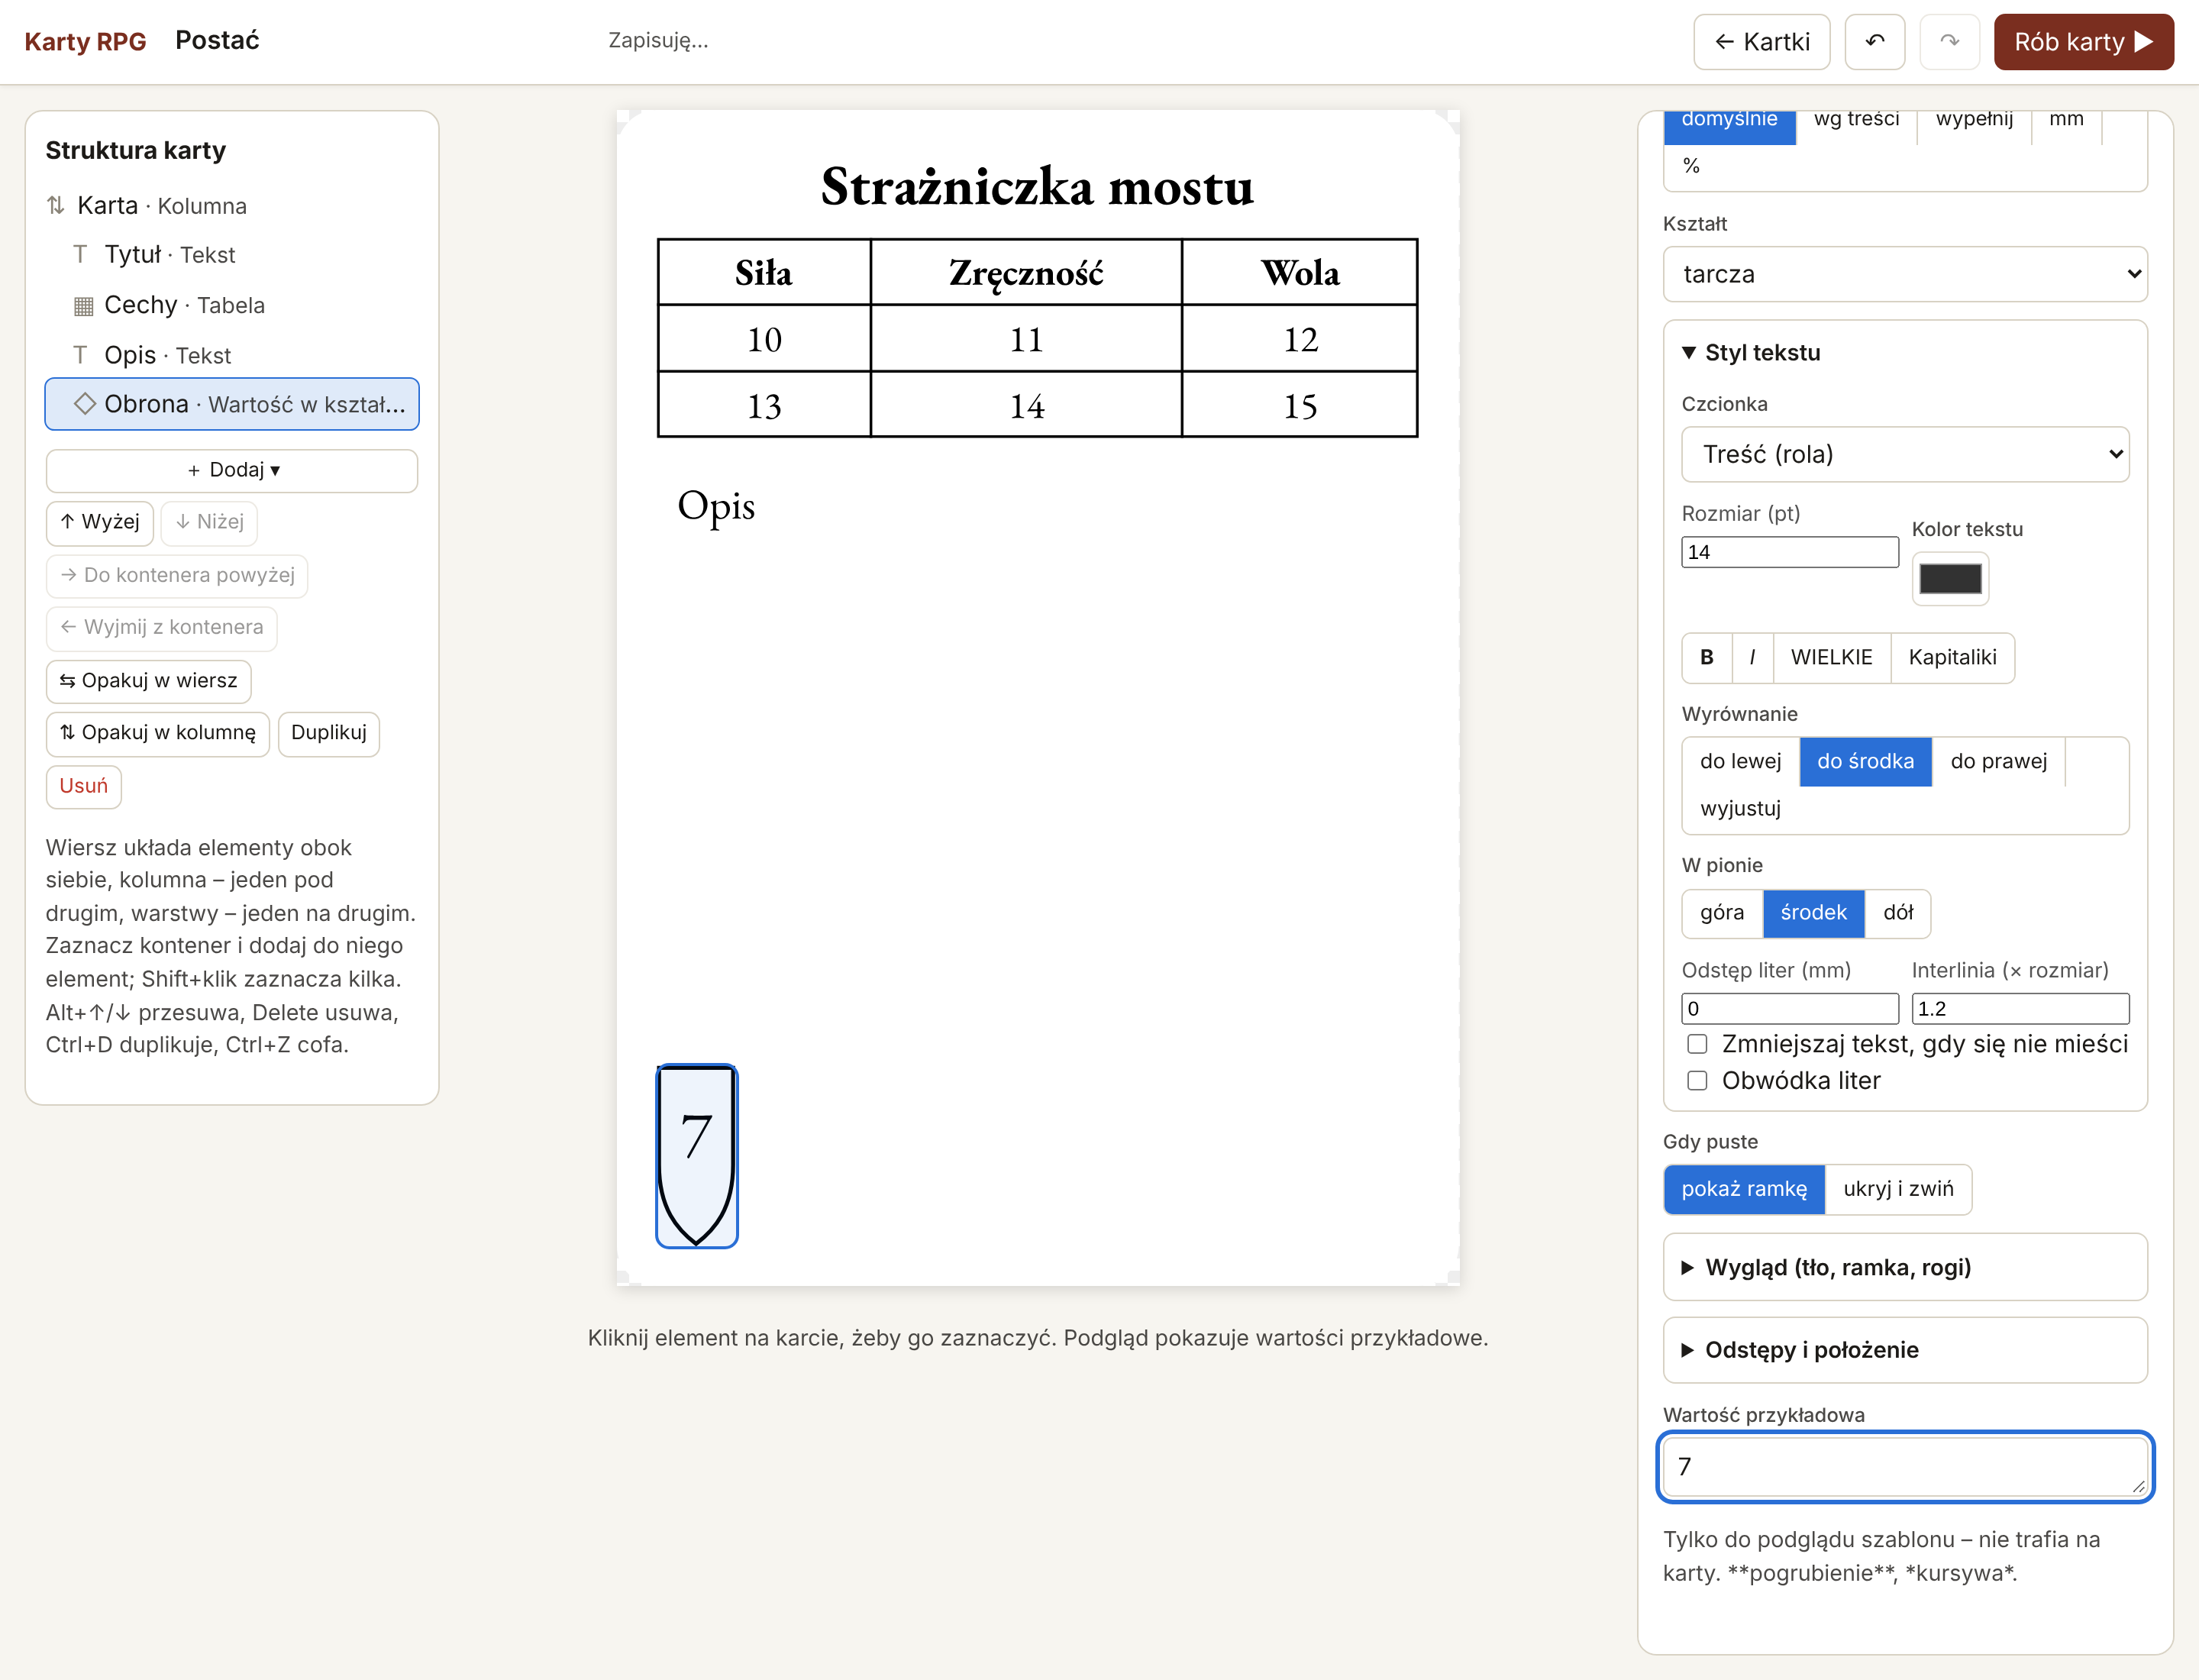 Karty RPG Postać Zapisuję... ← Kartki ↶ ↷ Rób karty ▶
Struktura karty
⇅ Karta · Kolumna
T Tytuł · Tekst
▦ Cechy · Tabela
T Opis · Tekst
◇ Obrona · Wartość w kształ...
+ Dodaj ▾
↑ Wyżej ↓ Niżej
→ Do kontenera powyżej
← Wyjmij z kontenera
⇆ Opakuj w wiersz
⇅ Opakuj w kolumnę Duplikuj
Usuń
Wiersz układa elementy obok
siebie, kolumna – jeden pod
drugim, warstwy – jeden na drugim.
Zaznacz kontener i dodaj do niego
element; Shift+klik zaznacza kilka.
Alt+↑/↓ przesuwa, Delete usuwa,
Ctrl+D duplikuje, Ctrl+Z cofa.
Strażniczka mostu
Siła Zręczność Wola
10 11 12
13 14 15
Opis
7
Kliknij element na karcie, żeby go zaznaczyć. Podgląd pokazuje wartości przykładowe.
domyślnie wg treści wypełnij mm
%
Kształt
tarcza
▼ Styl tekstu
Czcionka
Treść (rola)
Rozmiar (pt) Kolor tekstu
14
B I WIELKIE Kapitaliki
Wyrównanie
do lewej do środka do prawej
wyjustuj
W pionie
góra środek dół
Odstęp liter (mm) Interlinia (× rozmiar)
0 1.2
Zmniejszaj tekst, gdy się nie mieści
Obwódka liter
Gdy puste
pokaż ramkę ukryj i zwiń
▶ Wygląd (tło, ramka, rogi)
▶ Odstępy i położenie
Wartość przykładowa
7
Tylko do podglądu szablonu – nie trafia na
karty. **pogrubienie**, *kursywa*.